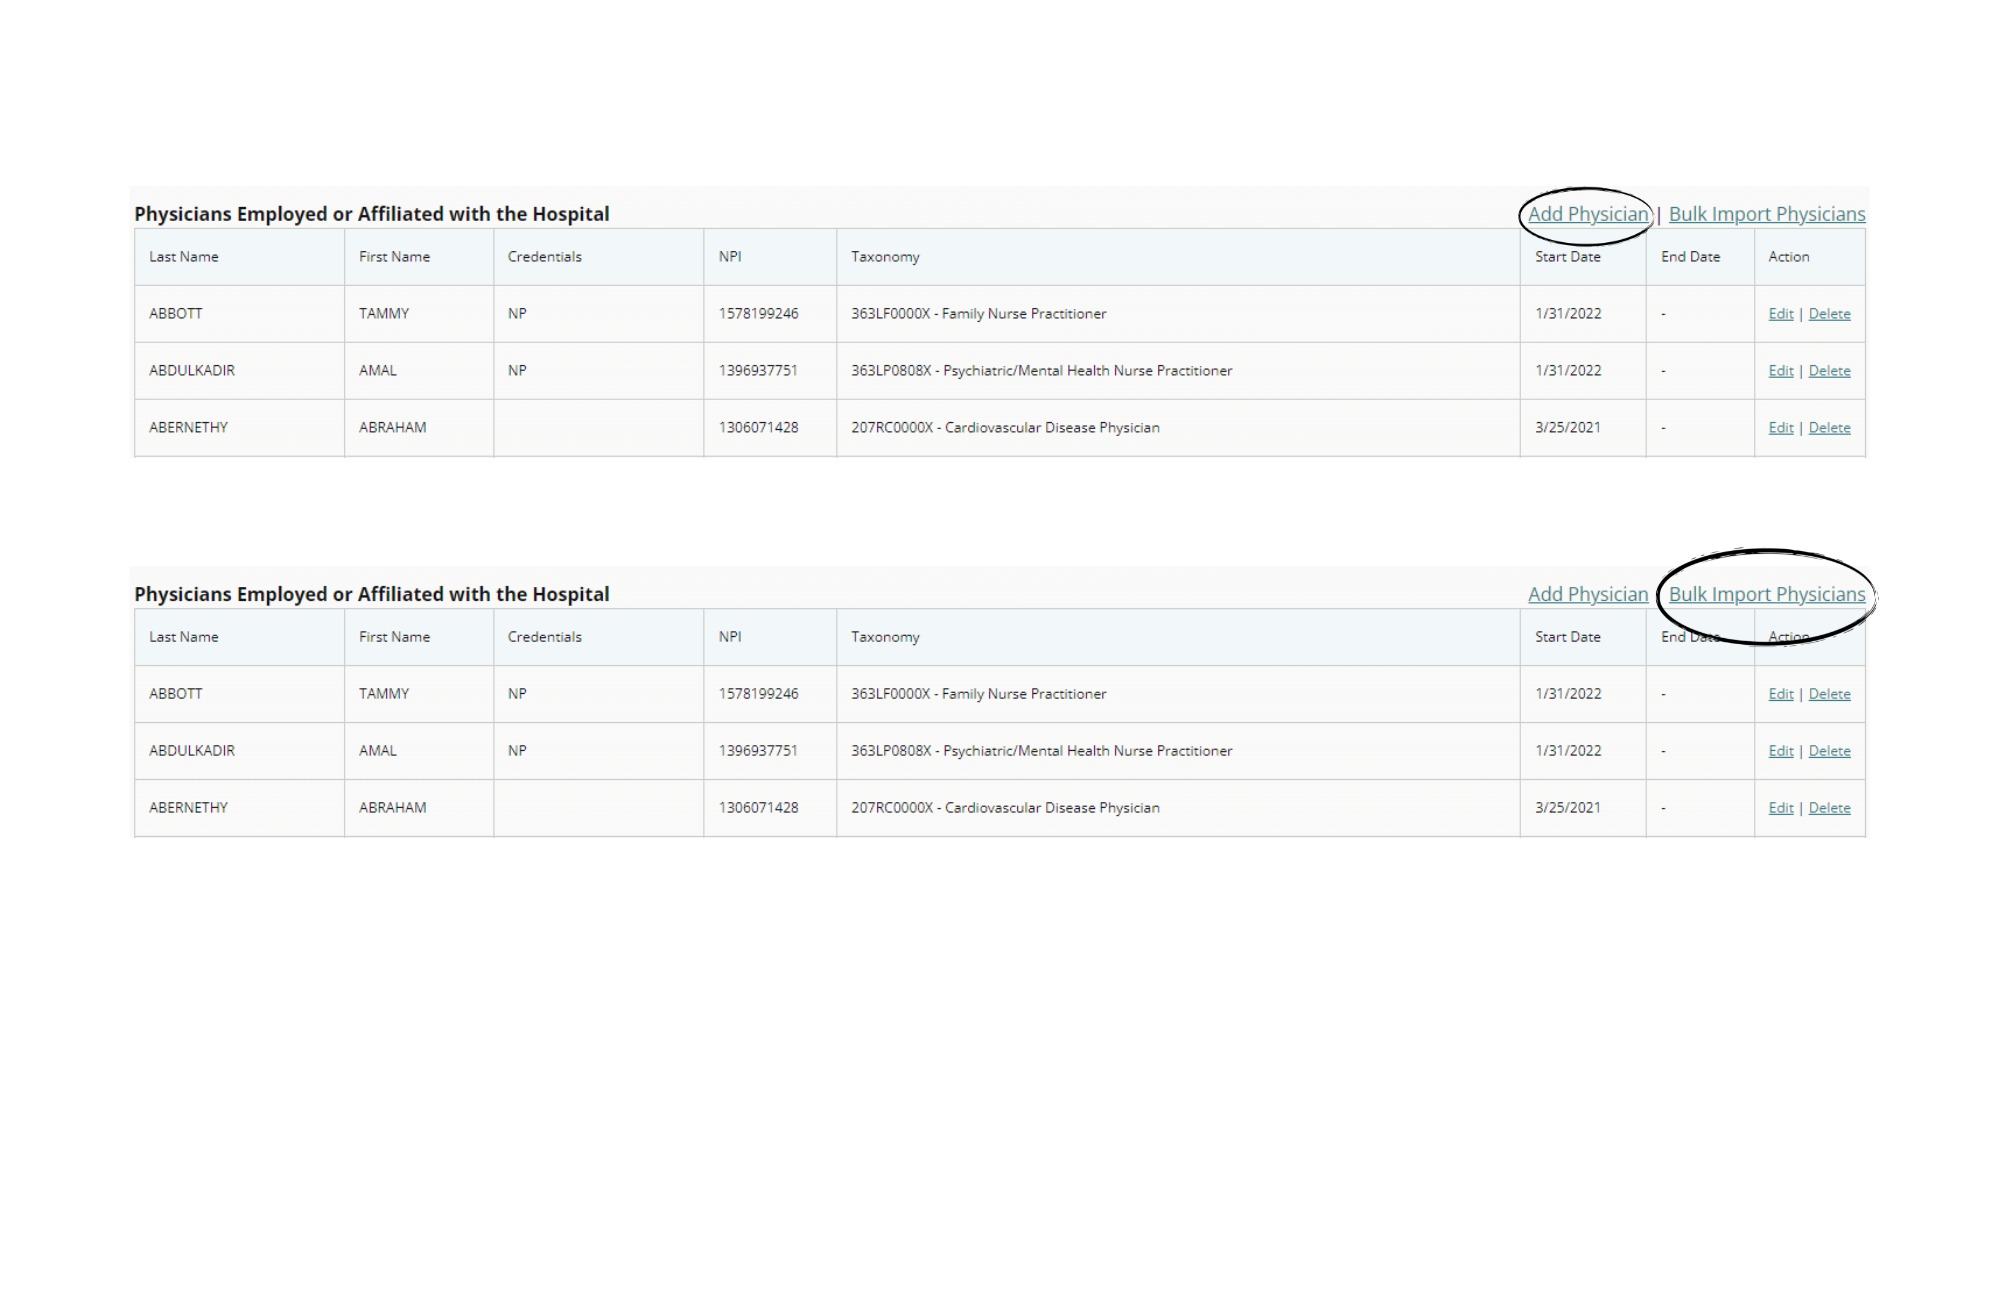 Physicians Employed or Affiliated with the Hospital Add Physician | Bulk Import Physicians
Last Name First Name Credentials NPI Taxonomy Start Date End Date Action
ABBOTT TAMMY NP 1578199246 363LF0000X - Family Nurse Practitioner 1/31/2022 - Edit | Delete
ABDULKADIR AMAL NP 1396937751 363LP0808X - Psychiatric/Mental Health Nurse Practitioner 1/31/2022 - Edit | Delete
ABERNETHY ABRAHAM 1306071428 207RC0000X - Cardiovascular Disease Physician 3/25/2021 - Edit | Delete
Physicians Employed or Affiliated with the Hospital Add Physician Bulk Import Physicians
Last Name First Name Credentials NPI Taxonomy Start Date End Date Action
ABBOTT TAMMY NP 1578199246 363LF0000X - Family Nurse Practitioner 1/31/2022 - Edit | Delete
ABDULKADIR AMAL NP 1396937751 363LP0808X - Psychiatric/Mental Health Nurse Practitioner 1/31/2022 - Edit | Delete
ABERNETHY ABRAHAM 1306071428 207RC0000X - Cardiovascular Disease Physician 3/25/2021 - Edit | Delete